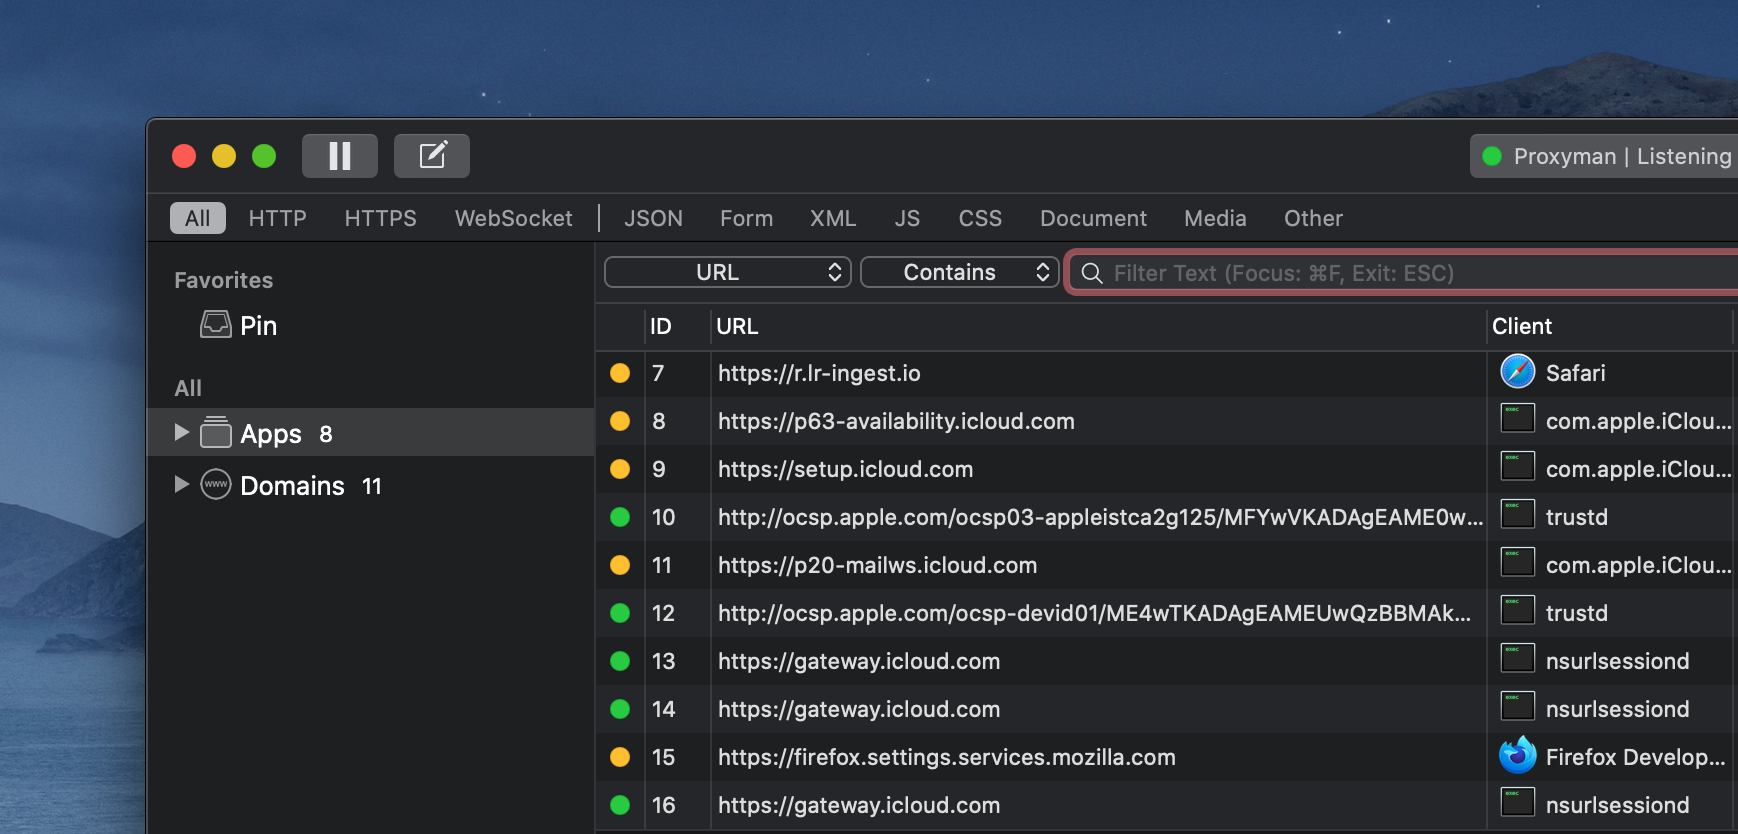 Proxyman | Listening
All HTTP HTTPS WebSocket JSON Form XML JS CSS Document Media Other
Favorites
Pin
All
Apps 8
Domains 11
URL Contains Filter Text (Focus: ⌘F, Exit: ESC)
ID URL Client
7 https://r.lr-ingest.io Safari
8 https://p63-availability.icloud.com com.apple.iClou...
9 https://setup.icloud.com com.apple.iClou...
10 http://ocsp.apple.com/ocsp03-appleistca2g125/MFYwVKADAgEAME0w... trustd
11 https://p20-mailws.icloud.com com.apple.iClou...
12 http://ocsp.apple.com/ocsp-devid01/ME4wTKADAgEAMEUwQzBBMAk... trustd
13 https://gateway.icloud.com nsurlsessiond
14 https://gateway.icloud.com nsurlsessiond
15 https://firefox.settings.services.mozilla.com Firefox Develop...
16 https://gateway.icloud.com nsurlsessiond